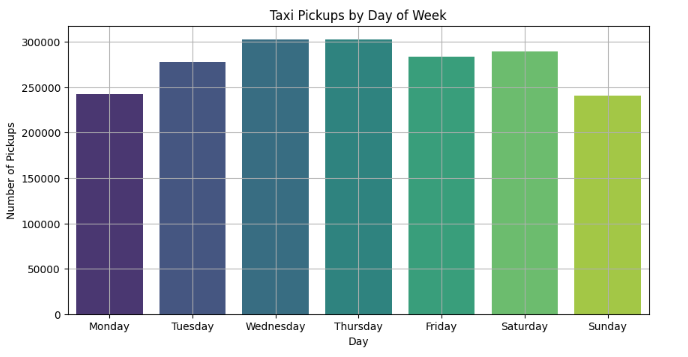 Taxi Pickups by Day of Week
Number of Pickups
300000
250000
200000
150000
100000
50000
0
Monday Tuesday Wednesday Thursday Friday Saturday Sunday
Day